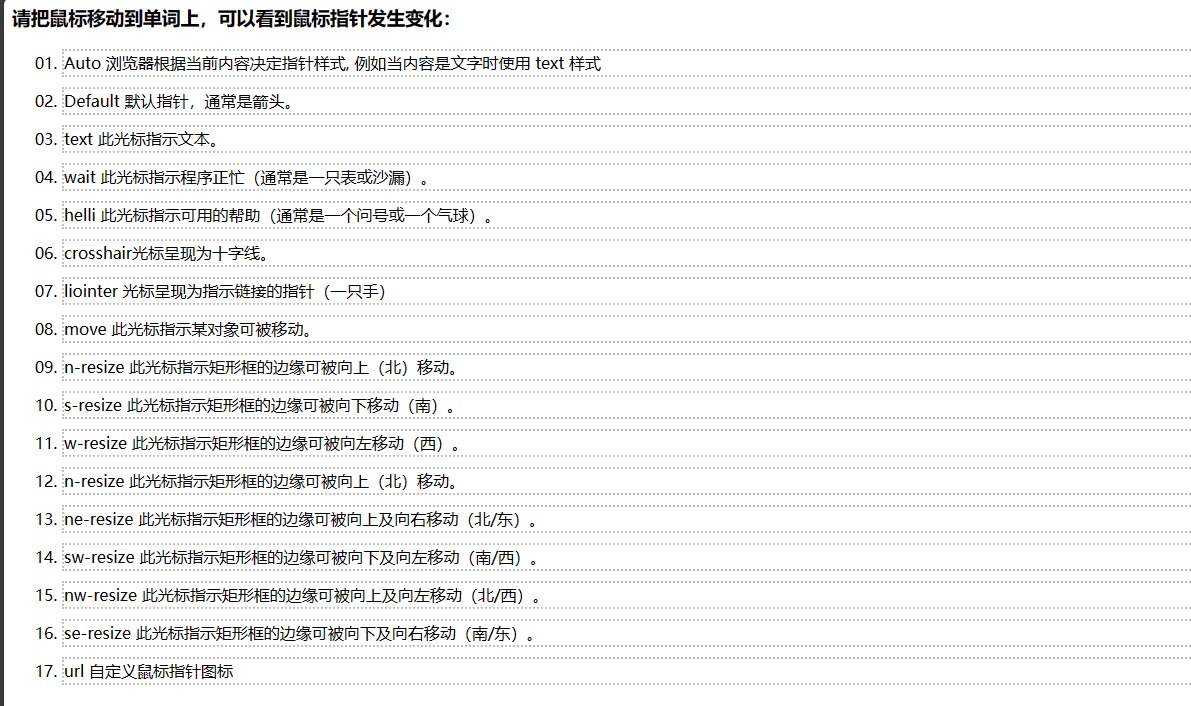 请把鼠标移动到单词上，可以看到鼠标指针发生变化：
01. Auto 浏览器根据当前内容决定指针样式, 例如当内容是文字时使用 text 样式
02. Default 默认指针，通常是箭头。
03. text 此光标指示文本。
04. wait 此光标指示程序正忙（通常是一只表或沙漏）。
05. helli 此光标指示可用的帮助（通常是一个问号或一个气球）。
06. crosshair光标呈现为十字线。
07. liointer 光标呈现为指示链接的指针（一只手）
08. move 此光标指示某对象可被移动。
09. n-resize 此光标指示矩形框的边缘可被向上（北）移动。
10. s-resize 此光标指示矩形框的边缘可被向下移动（南）。
11. w-resize 此光标指示矩形框的边缘可被向左移动（西）。
12. n-resize 此光标指示矩形框的边缘可被向上（北）移动。
13. ne-resize 此光标指示矩形框的边缘可被向上及向右移动（北/东）。
14. sw-resize 此光标指示矩形框的边缘可被向下及向左移动（南/西）。
15. nw-resize 此光标指示矩形框的边缘可被向上及向左移动（北/西）。
16. se-resize 此光标指示矩形框的边缘可被向下及向右移动（南/东）。
17. url 自定义鼠标指针图标